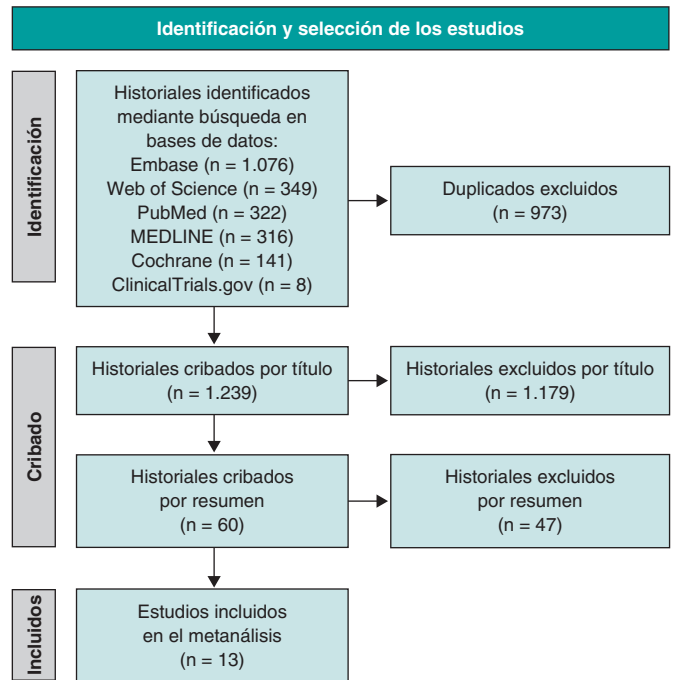 Identificación y selección de los estudios
Identificación
Historiales identificados
mediante búsqueda en
bases de datos:
Embase (n = 1.076)
Web of Science (n = 349)
PubMed (n = 322)
MEDLINE (n = 316)
Cochrane (n = 141)
ClinicalTrials.gov (n = 8)
Duplicados excluidos
(n = 973)
Cribado
Historiales cribados por título
(n = 1.239)
Historiales excluidos por título
(n = 1.179)
Historiales cribados
por resumen
(n = 60)
Historiales excluidos
por resumen
(n = 47)
Incluidos
Estudios incluidos
en el metanálisis
(n = 13)